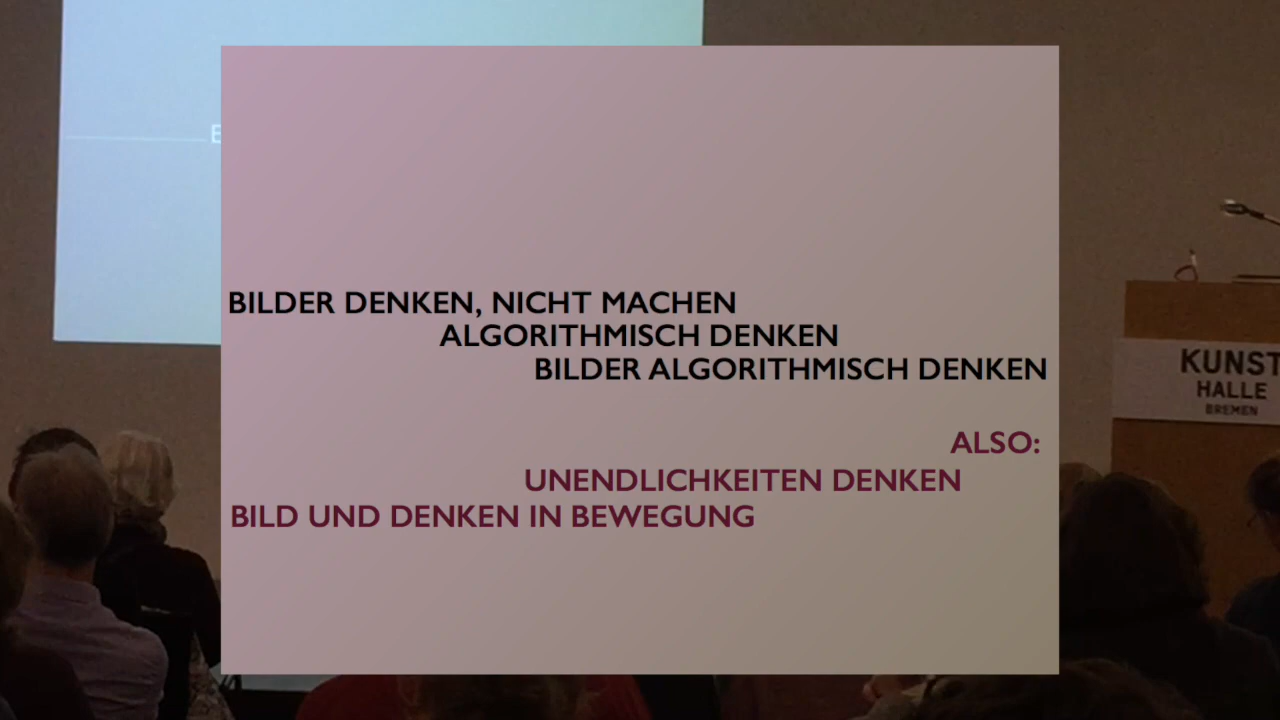 BILDER DENKEN, NICHT MACHEN
ALGORITHMISCH DENKEN
BILDER ALGORITHMISCH DENKEN
ALSO:
UNENDLICHKEITEN DENKEN
BILD UND DENKEN IN BEWEGUNG
KUNST
HALLE
BREMEN